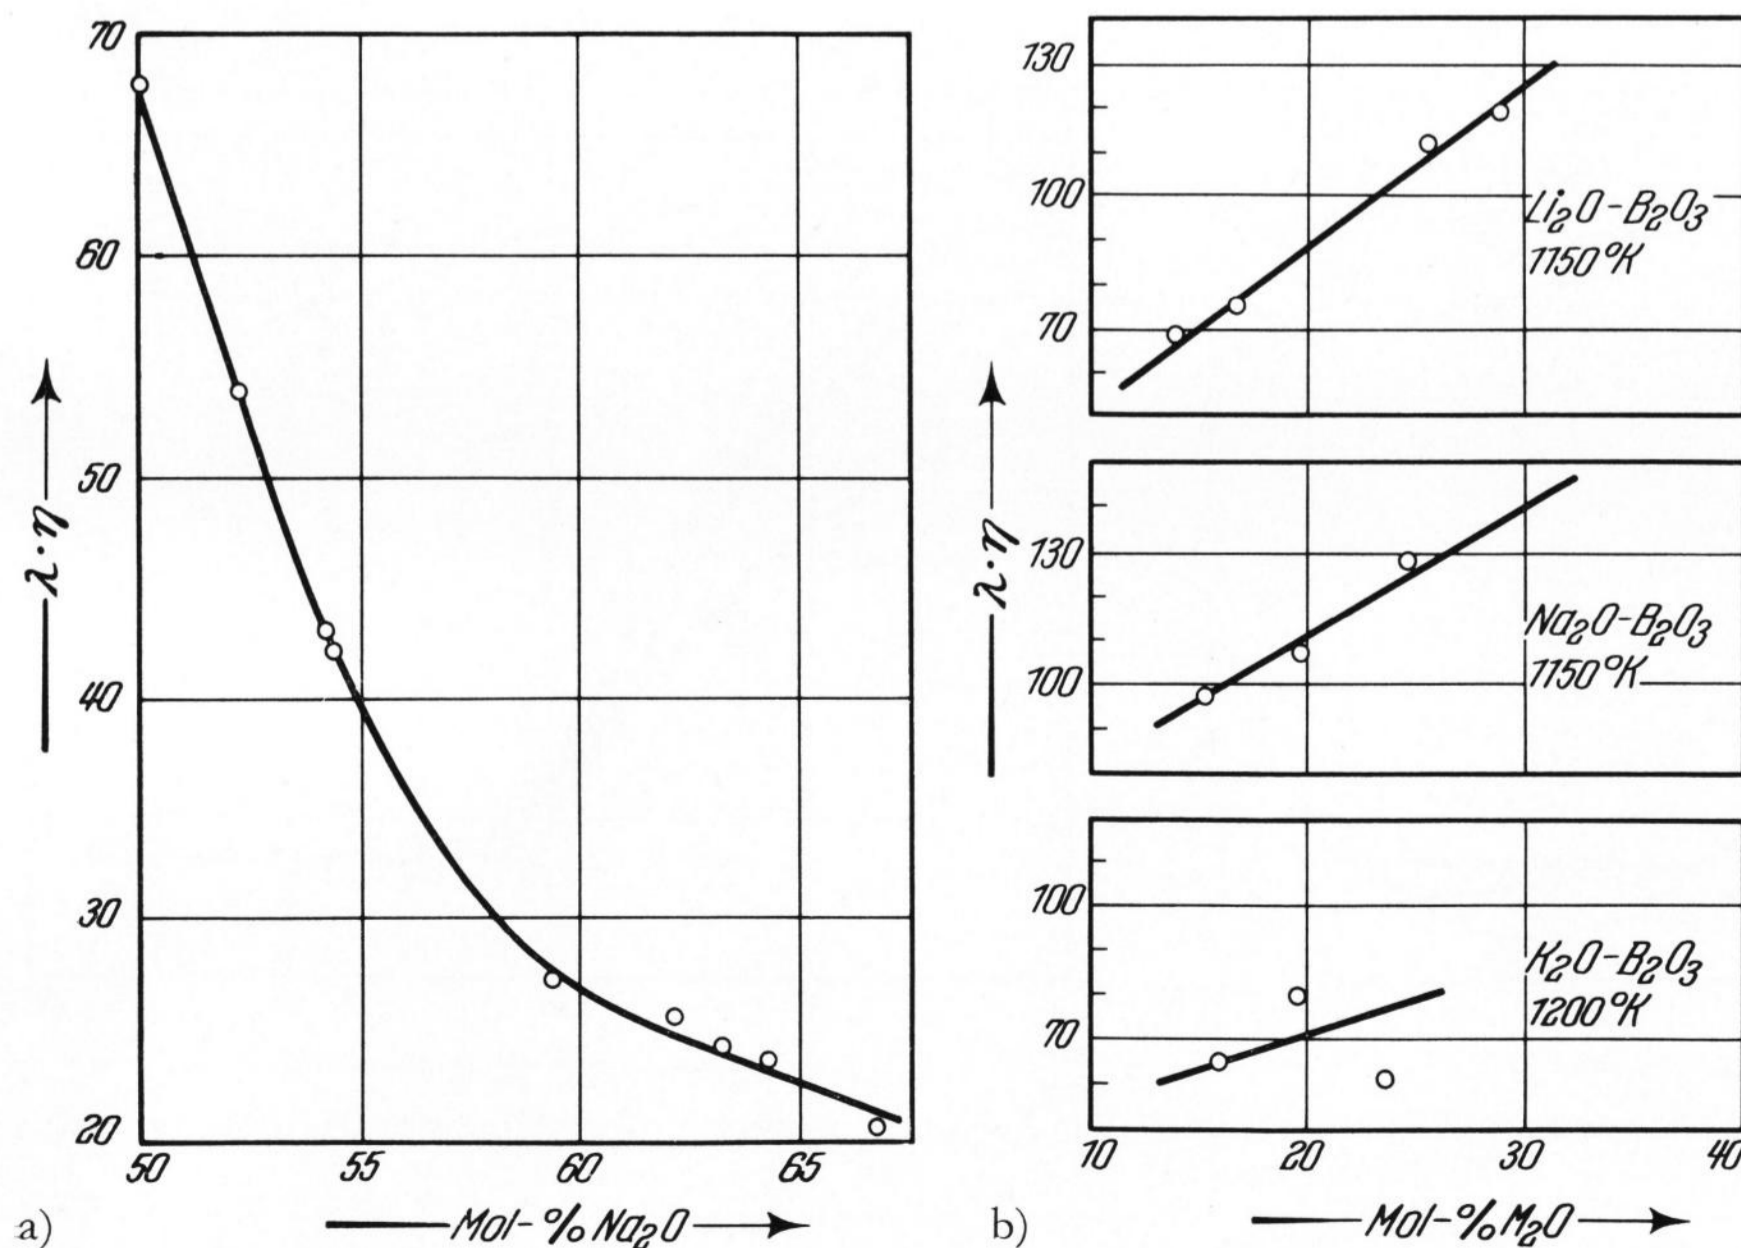 70
60
50
40
30
20
50 55 60 65
ϰ·η
a) Mol-% Na₂O
130
100
70
Li₂O-B₂O₃
1150°K
130
100
Na₂O-B₂O₃
1150°K
ϰ·η
100
70
K₂O-B₂O₃
1200°K
10 20 30 40
b) Mol-% M₂O